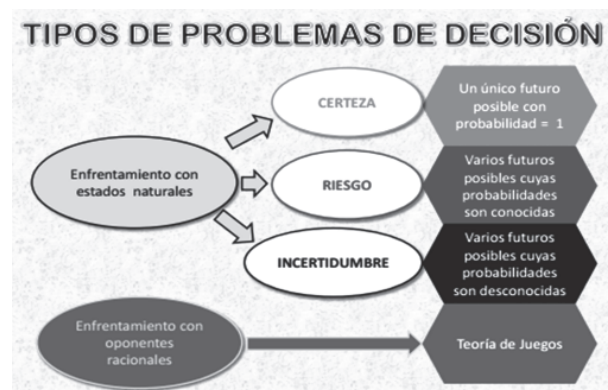 TIPOS DE PROBLEMAS DE DECISIÓN
CERTEZA
Un único futuro
posible con
probabilidad = 1
Enfrentamiento con
estados naturales
RIESGO
Varios futuros
posibles cuyas
probabilidades
son conocidas
INCERTIDUMBRE
Varios futuros
posibles cuyas
probabilidades
son desconocidas
Enfrentamiento con
oponentes
racionales
Teoría de Juegos